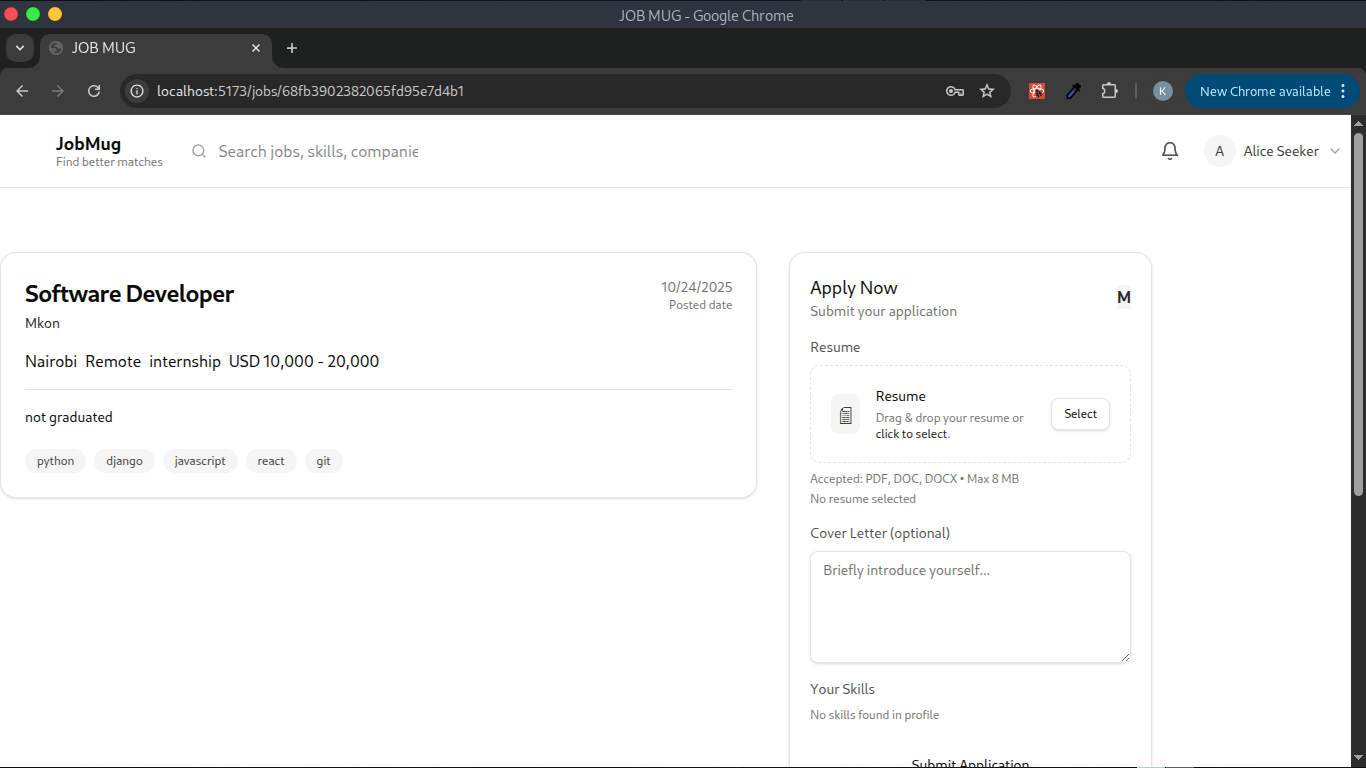 JOB MUG - Google Chrome
JOB MUG
localhost:5173/jobs/68fb3902382065fd95e7d4b1
K
New Chrome available
JobMug
Find better matches
Search jobs, skills, companie
A
Alice Seeker
Software Developer
10/24/2025
Posted date
Mkon
Nairobi Remote internship USD 10,000 - 20,000
not graduated
python django javascript react git
Apply Now
M
Submit your application
Resume
Resume
Drag & drop your resume or
click to select.
Select
Accepted: PDF, DOC, DOCX • Max 8 MB
No resume selected
Cover Letter (optional)
Briefly introduce yourself...
Your Skills
No skills found in profile
Submit Application